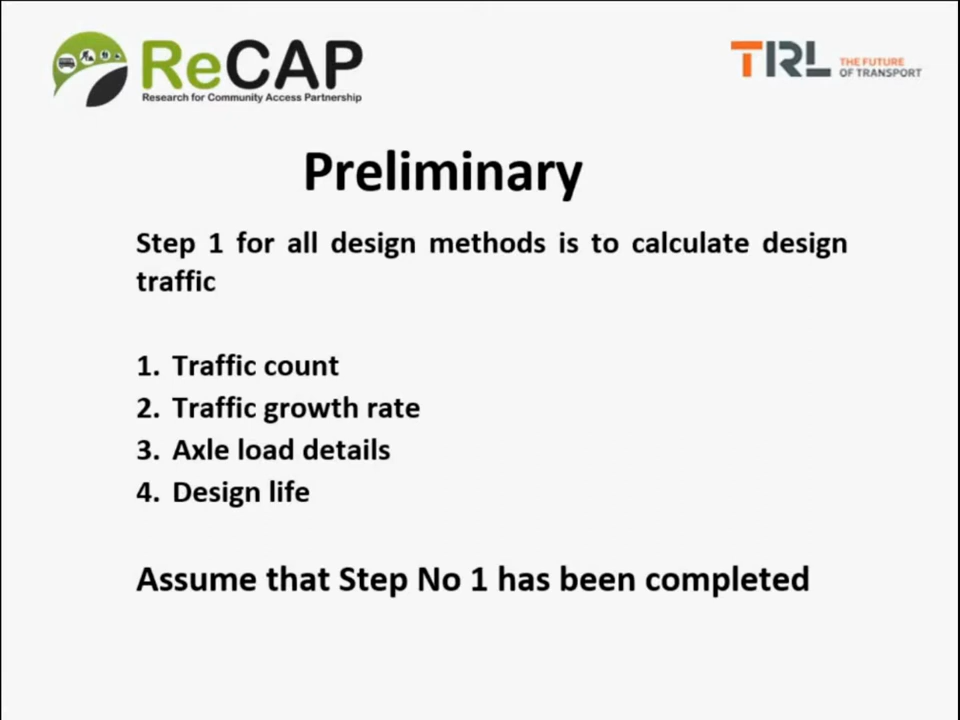 ReCAP
Research for Community Access Partnership
TRL THE FUTURE
OF TRANSPORT
Preliminary
Step 1 for all design methods is to calculate design
traffic
1. Traffic count
2. Traffic growth rate
3. Axle load details
4. Design life
Assume that Step No 1 has been completed